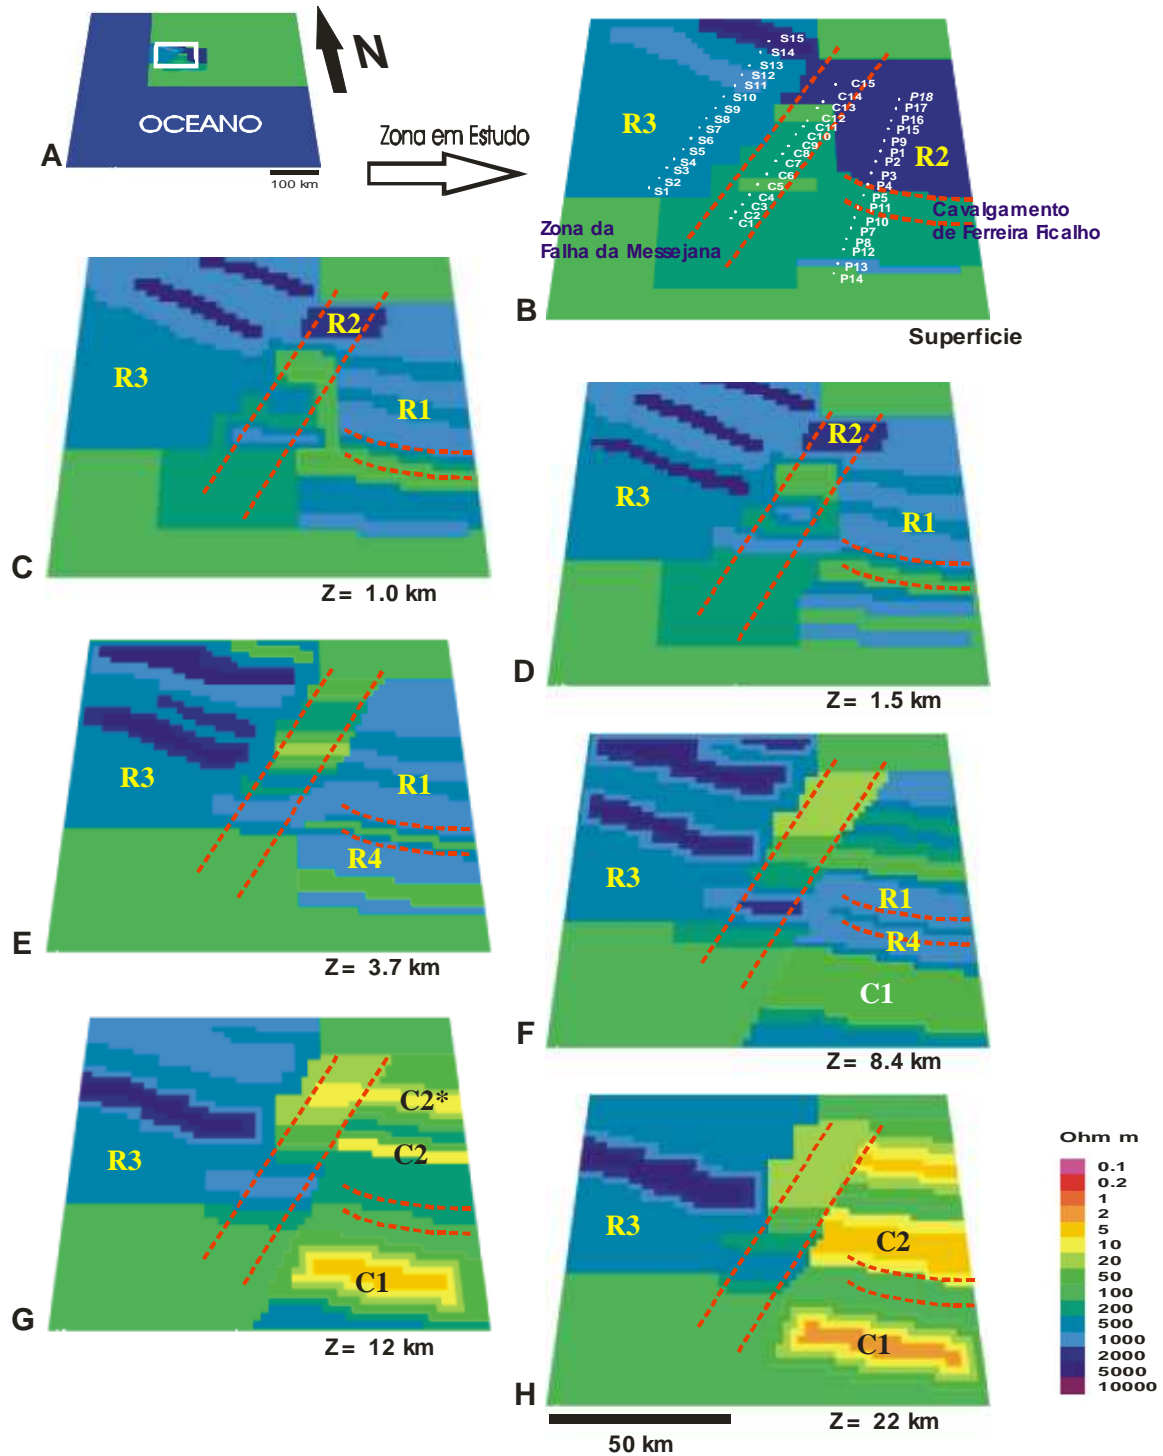 N
OCEANO
A
100 km
Zona em Estudo
S15
S14
S13
S12
S11
S10
S9
S8
S7
S6
S5
S4
S3
S2
S1
C15
C14
C13
C12
C11
C10
C9
C8
C7
C6
C5
C4
C3
C2
C1
P18
P17
P16
P15
P9
P1
P2
P3
P4
P5
P11
P10
P7
P8
P12
P13
P14
R3
R2
Zona da
Falha da Messejana
Cavalgamento
de Ferreira Ficalho
B
Superficie
R2
R3
R1
C
Z = 1.0 km
R2
R3
R1
D
Z = 1.5 km
R3
R1
R4
E
Z = 3.7 km
R3
R1
R4
C1
F
Z = 8.4 km
C2*
C2
R3
C1
G
Z = 12 km
R3
C2
C1
H
Z = 22 km
50 km
Ohm m
0.1
0.2
1
2
5
10
20
50
100
200
500
1000
2000
5000
10000